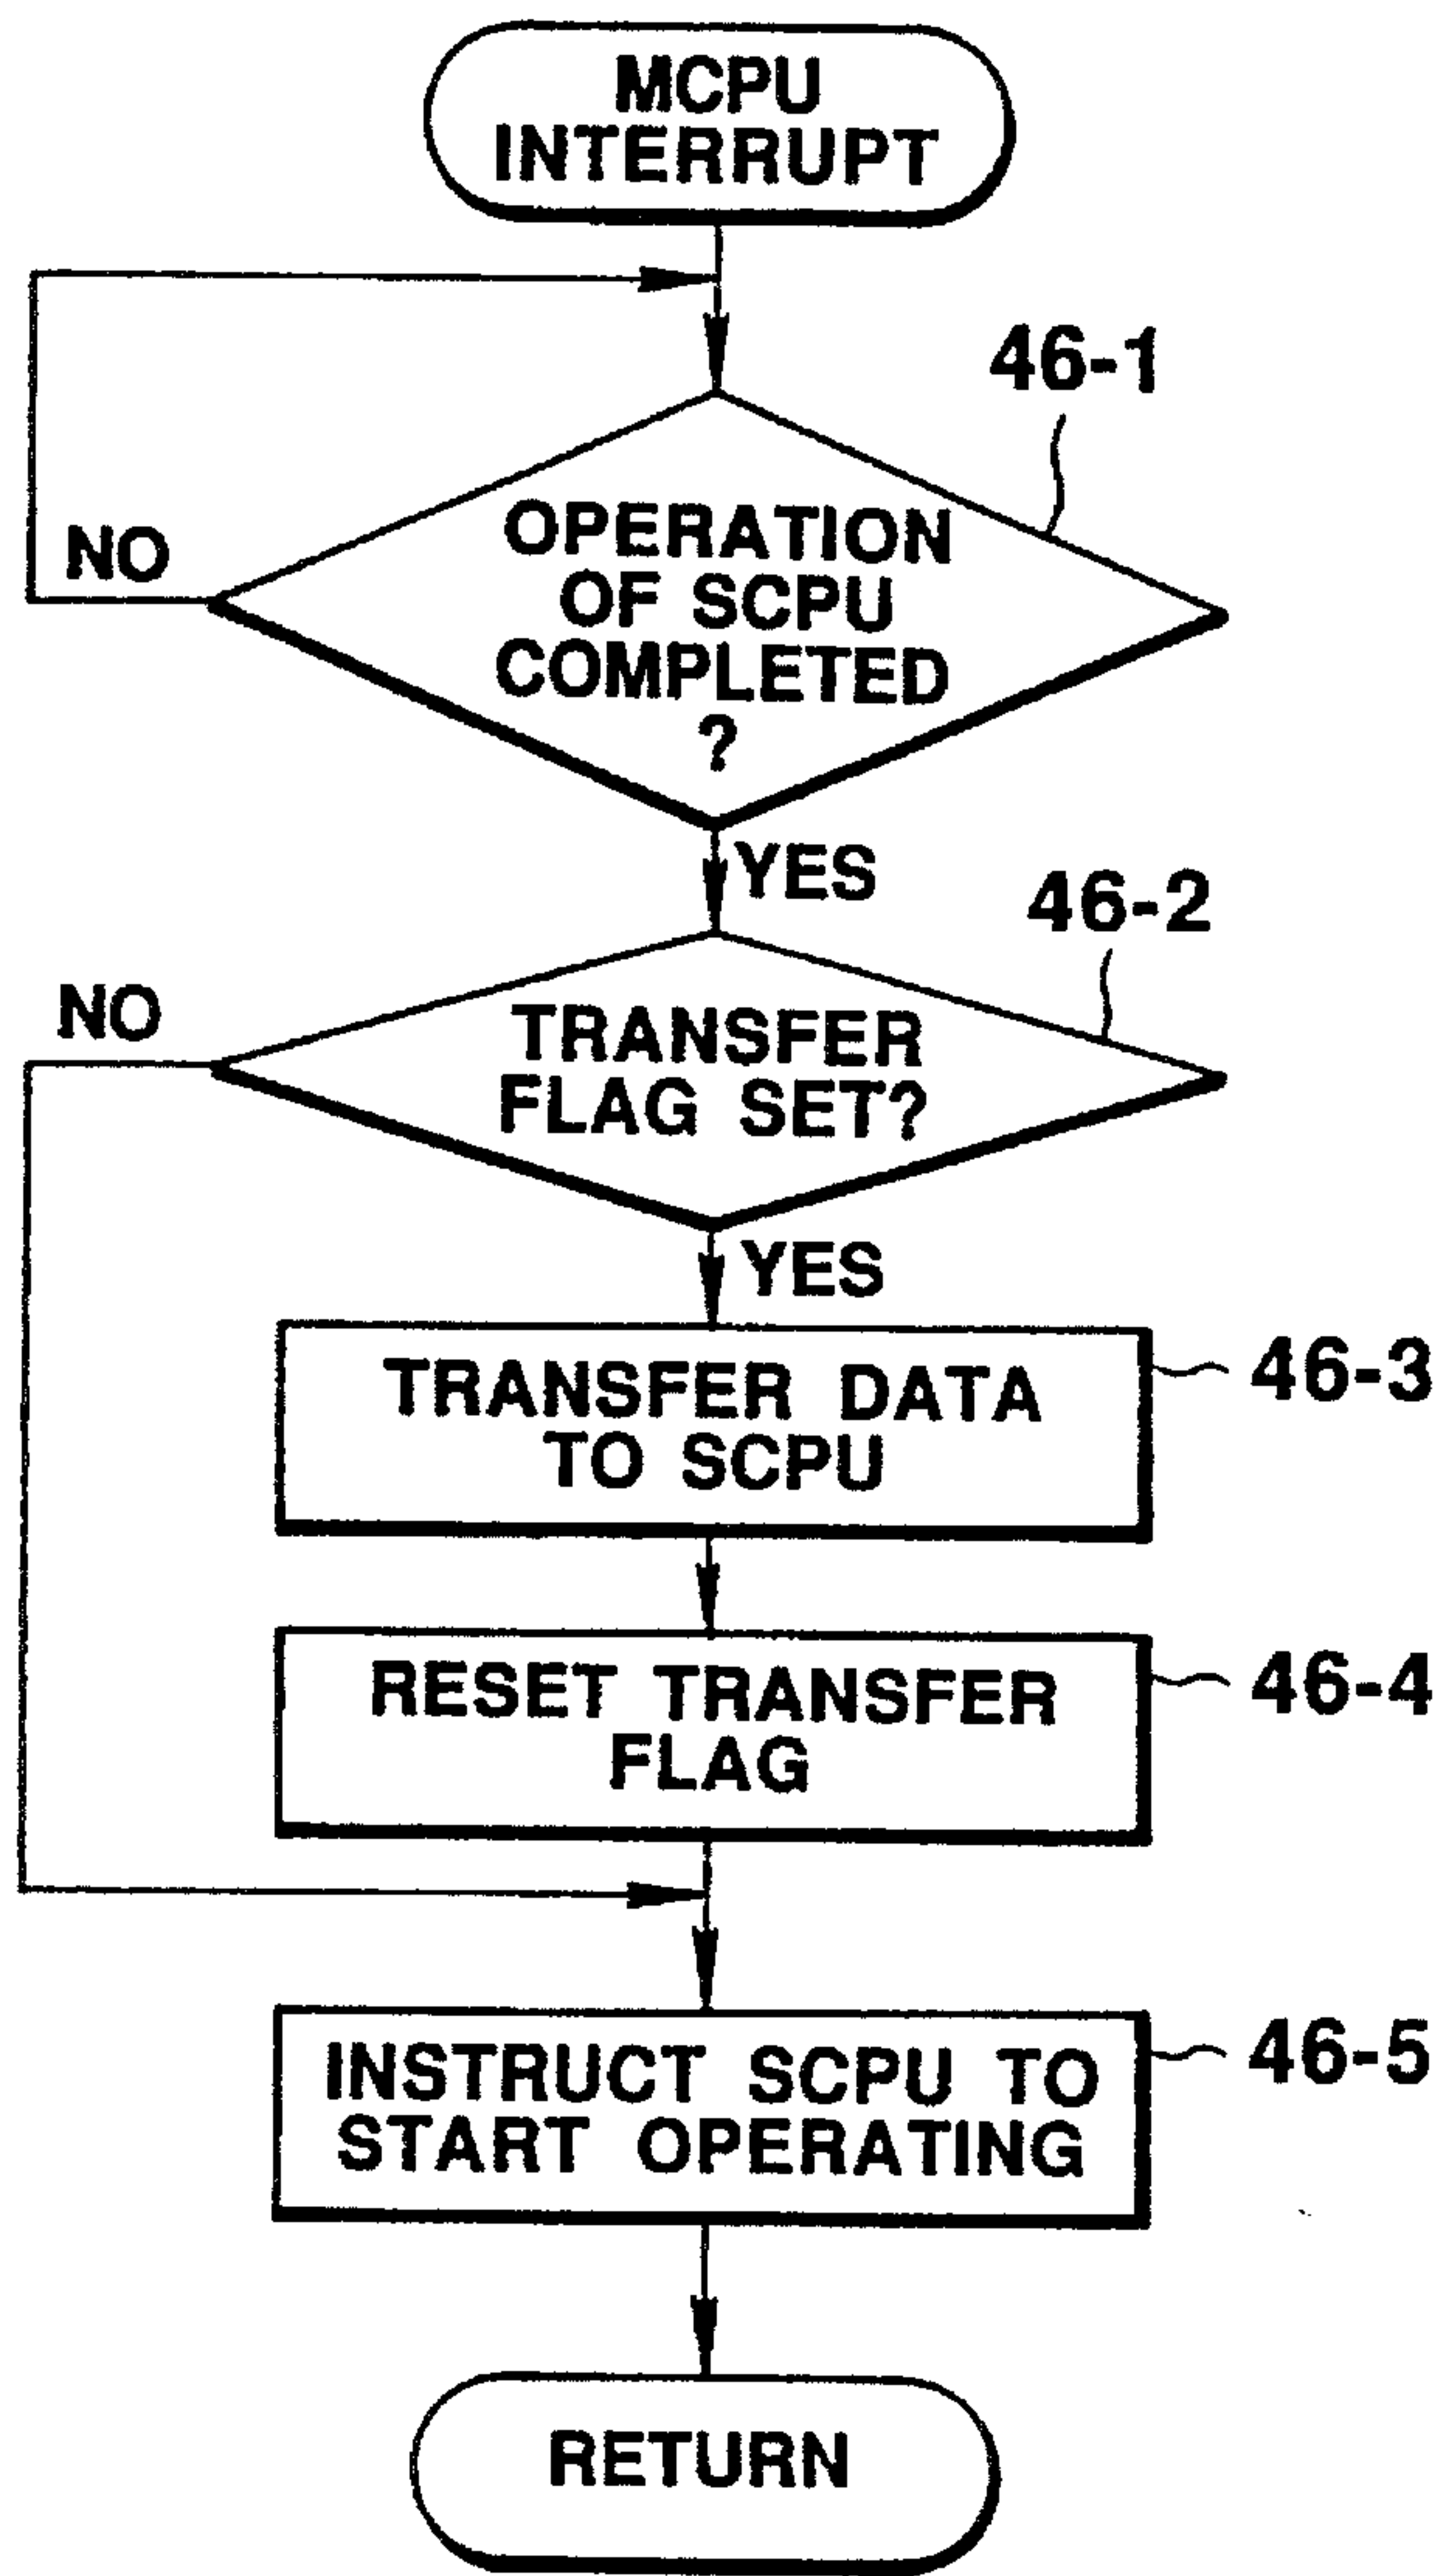 MCPU
INTERRUPT
46-1
OPERATION
OF SCPU
COMPLETED
?
NO
YES
46-2
NO
TRANSFER
FLAG SET?
YES
TRANSFER DATA
TO SCPU
46-3
RESET TRANSFER
FLAG
46-4
INSTRUCT SCPU TO
START OPERATING
46-5
RETURN